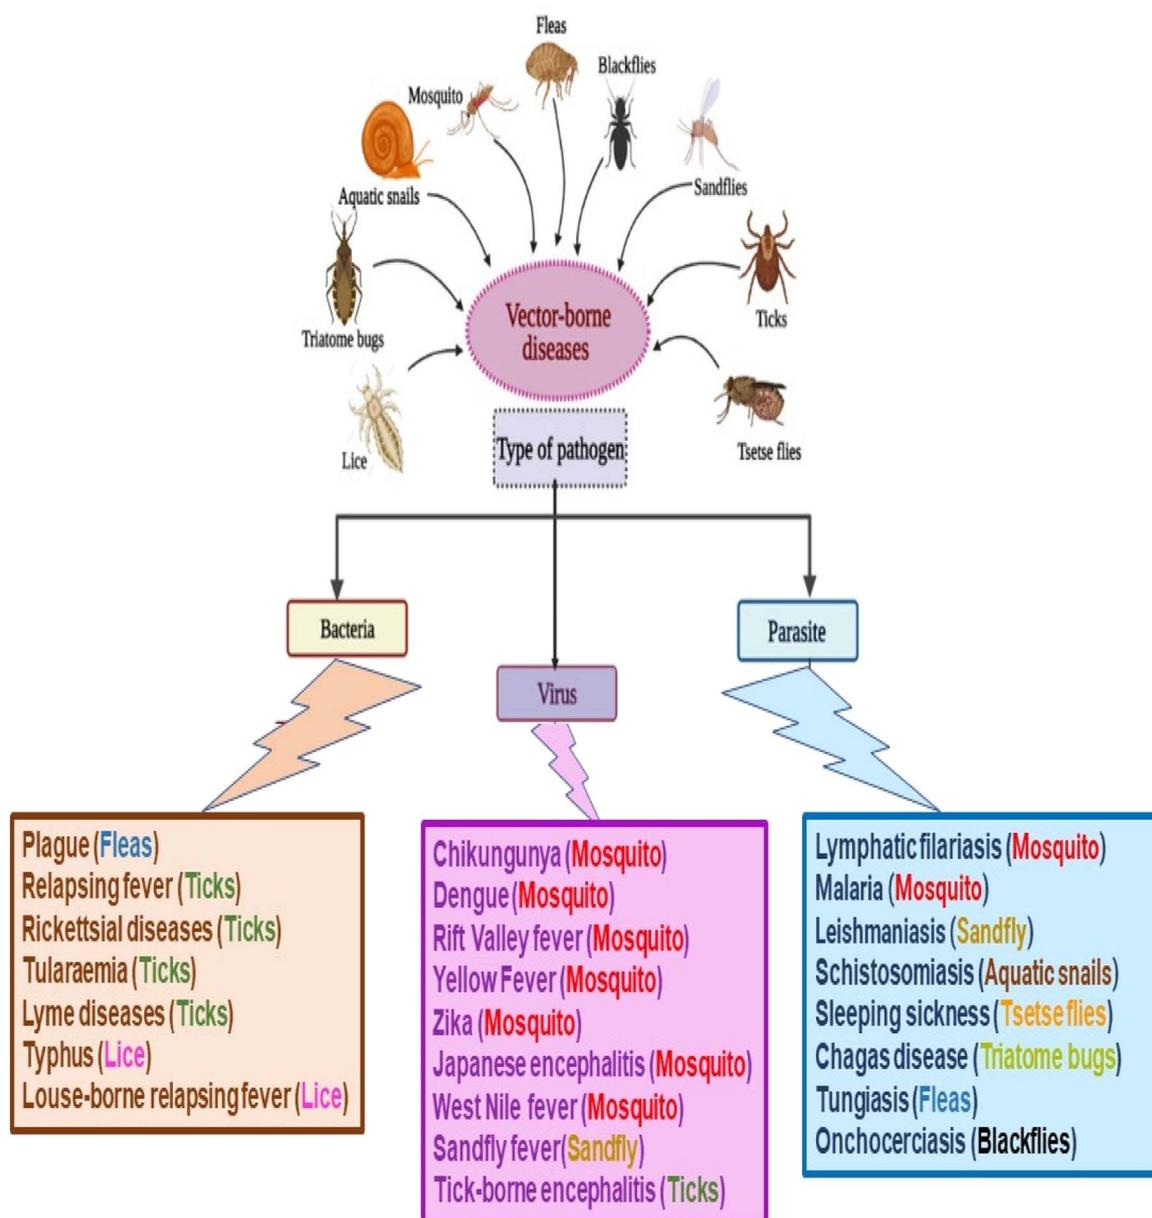 Fleas
Blackflies
Mosquito
Sandflies
Aquatic snails
Ticks
Triatome bugs
Vector-borne
diseases
Tsetse flies
Lice
Type of pathogen
Bacteria
Parasite
Virus
Plague (Fleas)
Relapsing fever (Ticks)
Rickettsial diseases (Ticks)
Tularaemia (Ticks)
Lyme diseases (Ticks)
Typhus (Lice)
Louse-borne relapsing fever (Lice)
Chikungunya (Mosquito)
Dengue (Mosquito)
Rift Valley fever (Mosquito)
Yellow Fever (Mosquito)
Zika (Mosquito)
Japanese encephalitis (Mosquito)
West Nile fever (Mosquito)
Sandfly fever(Sandfly)
Tick-borne encephalitis (Ticks)
Lymphatic filariasis (Mosquito)
Malaria (Mosquito)
Leishmaniasis (Sandfly)
Schistosomiasis (Aquatic snails)
Sleeping sickness (Tsetse flies)
Chagas disease (Triatome bugs)
Tungiasis (Fleas)
Onchocerciasis (Blackflies)